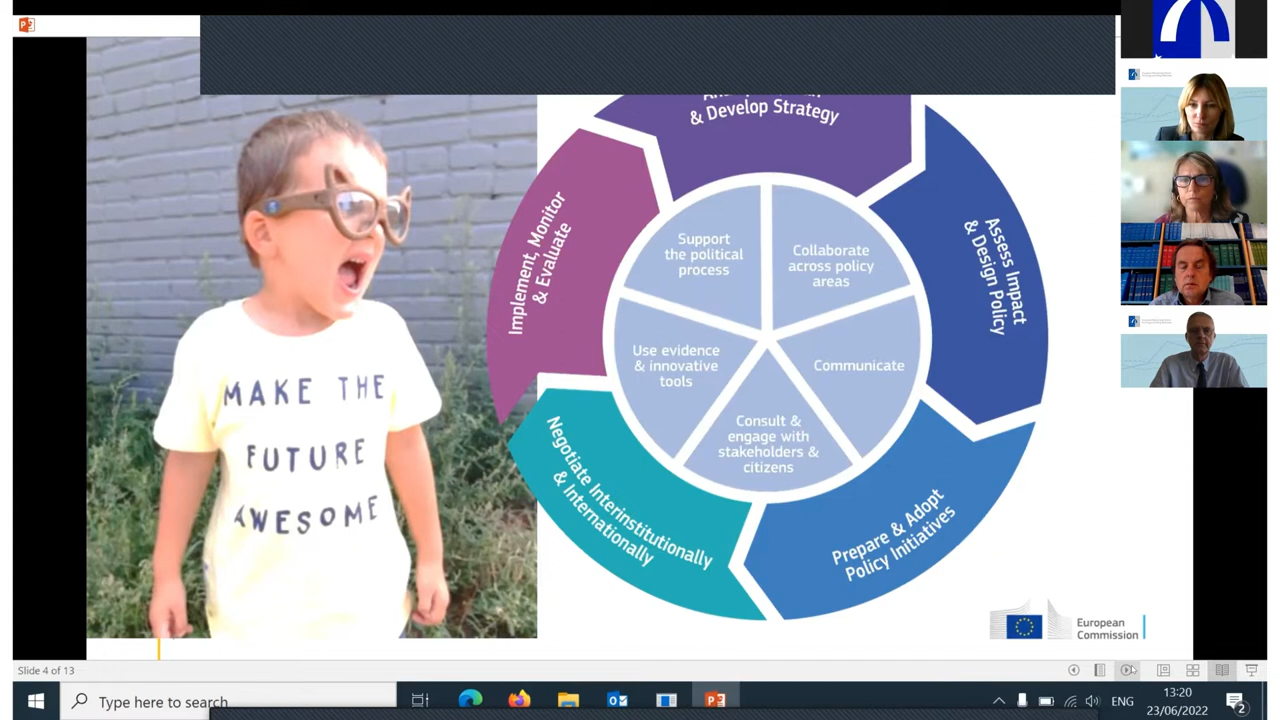 MAKE THE
FUTURE
AWESOME
& Develop Strategy
Assess Impact
& Design Policy
Prepare & Adopt
Policy Initiatives
Negotiate Interinstitutionally
& Internationally
Implement, Monitor
& Evaluate
Support
the political
process
Collaborate
across policy
areas
Communicate
Consult &
engage with
stakeholders &
citizens
Use evidence
& innovative
tools
European
Commission
Slide 4 of 13
Type here to search
ENG
13:20
23/06/2022
2